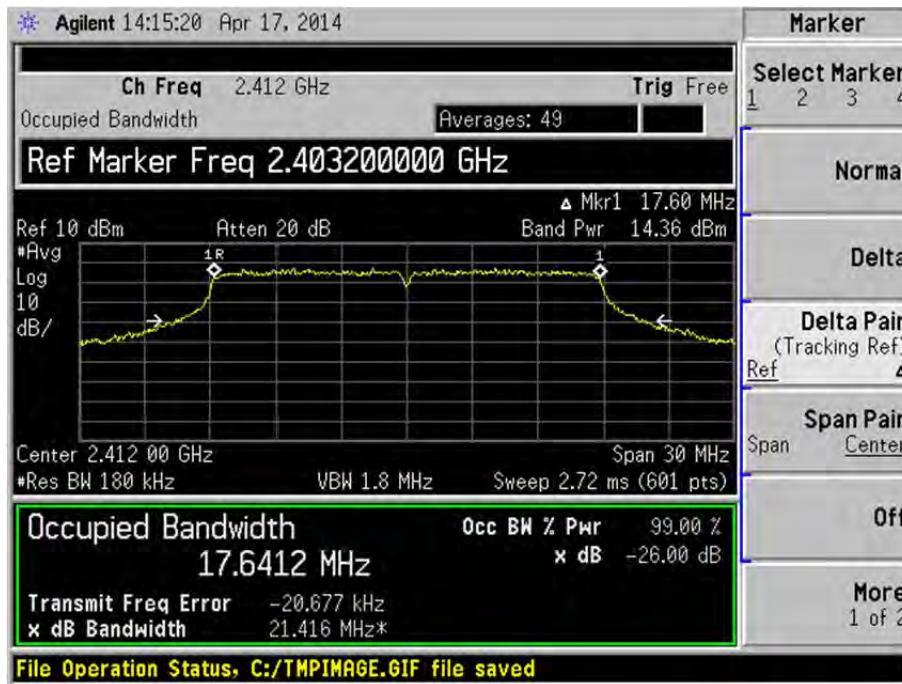 Agilent 14:15:20 Apr 17, 2014
Marker
Ch Freq 2.412 GHz Trig Free
Occupied Bandwidth Averages: 49
Ref Marker Freq 2.403200000 GHz
Δ Mkr1 17.60 MHz
Ref 10 dBm Atten 20 dB Band Pwr 14.36 dBm
#Avg
Log
10
dB/
1R
1
Center 2.412 00 GHz Span 30 MHz
#Res BW 180 kHz VBW 1.8 MHz Sweep 2.72 ms (601 pts)
Occupied Bandwidth
17.6412 MHz
Occ BW % Pwr 99.00 %
x dB -26.00 dB
Transmit Freq Error -20.677 kHz
x dB Bandwidth 21.416 MHz*
File Operation Status, C:/TMPIMAGE.GIF file saved
Select Marker
1 2 3 4
Norma
Delta
Delta Pair
(Tracking Ref)
Ref Δ
Span Pair
Span Center
Off
More
1 of 2